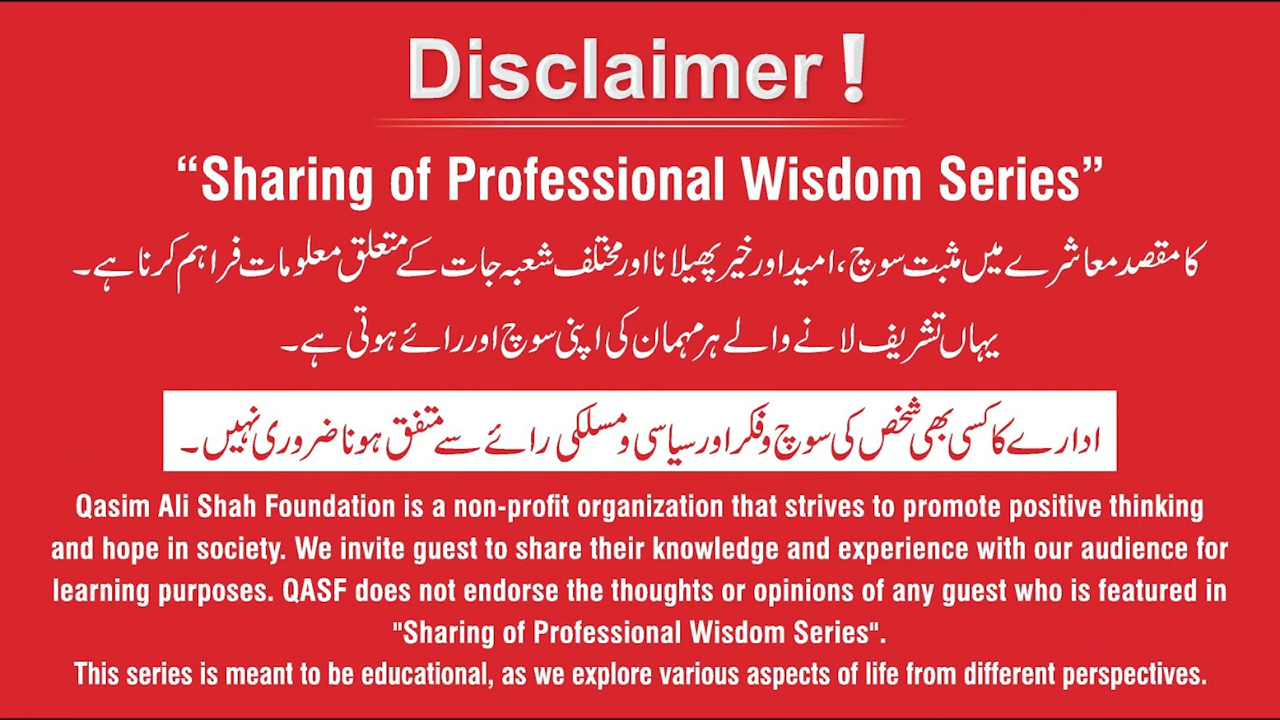 Disclaimer!
“Sharing of Professional Wisdom Series”
کا مقصد معاشرے میں مثبت سوچ، امید اور خیر پھیلانا اور مختلف شعبہ جات کے متعلق معلومات فراہم کرنا ہے۔
یہاں تشریف لانے والے ہر مہمان کی اپنی سوچ اور رائے ہوتی ہے۔
ادارے کا کسی بھی شخص کی سوچ و فکر اور سیاسی و مسلکی رائے سے متفق ہونا ضروری نہیں۔
Qasim Ali Shah Foundation is a non-profit organization that strives to promote positive thinking
and hope in society. We invite guest to share their knowledge and experience with our audience for
learning purposes. QASF does not endorse the thoughts or opinions of any guest who is featured in
"Sharing of Professional Wisdom Series".
This series is meant to be educational, as we explore various aspects of life from different perspectives.